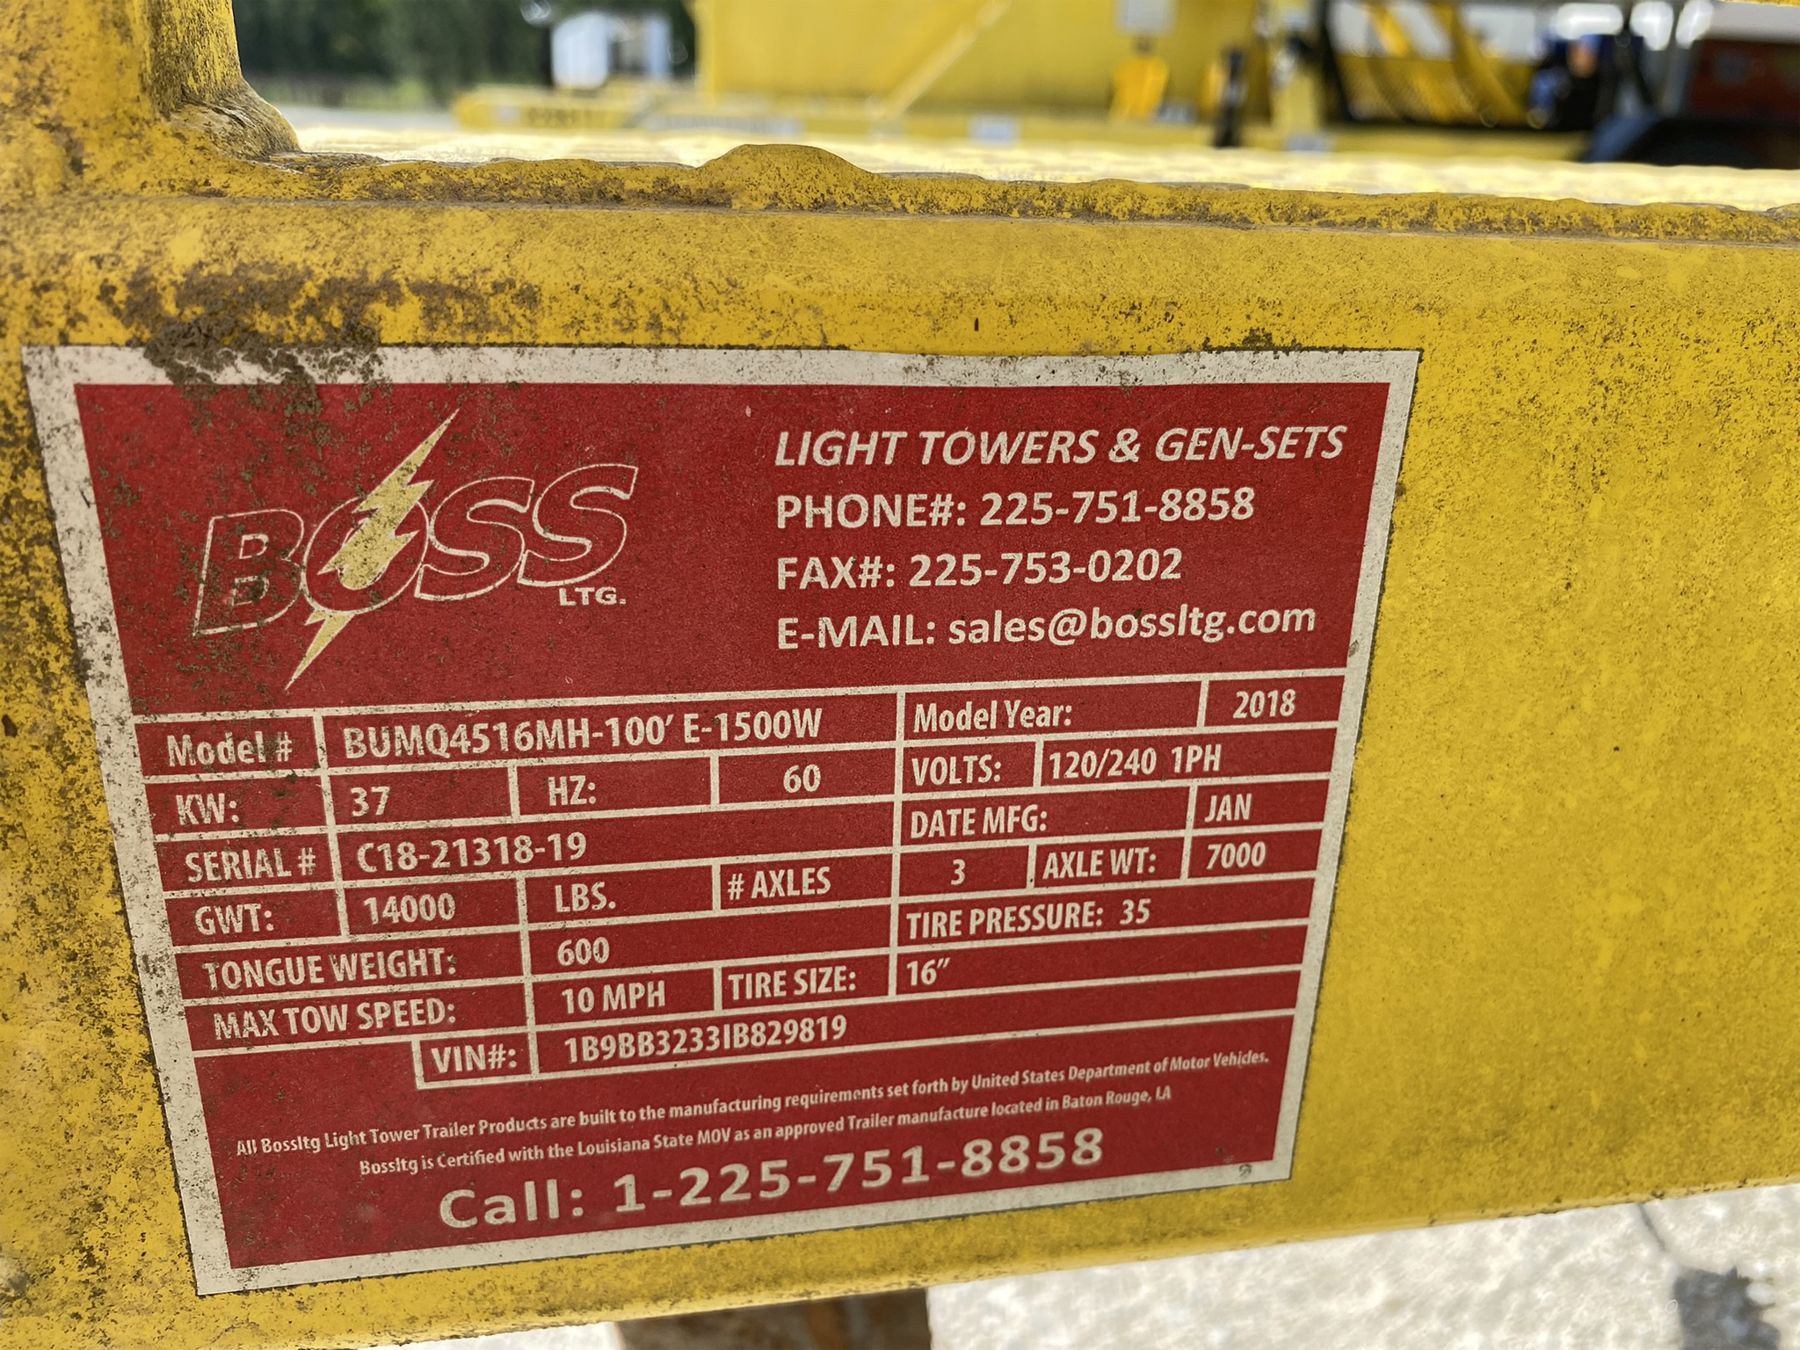 BOSS
LTG.
LIGHT TOWERS & GEN-SETS
PHONE#: 225-751-8858
FAX#: 225-753-0202
E-MAIL: sales@bossltg.com
Model # BUMQ4516MH-100' E-1500W Model Year: 2018
KW: 37 HZ: 60 VOLTS: 120/240 1PH
SERIAL # C18-21318-19 DATE MFG: JAN
GWT: 14000 LBS. # AXLES 3 AXLE WT: 7000
TONGUE WEIGHT: 600 TIRE PRESSURE: 35
MAX TOW SPEED: 10 MPH TIRE SIZE: 16"
VIN#: 1B9BB3233IB829819
All Bossltg Light Tower Trailer Products are built to the manufacturing requirements set forth by United States Department of Motor Vehicles.
Bossltg is Certified with the Louisiana State MOV as an approved Trailer manufacture located in Baton Rouge, LA
Call: 1-225-751-8858